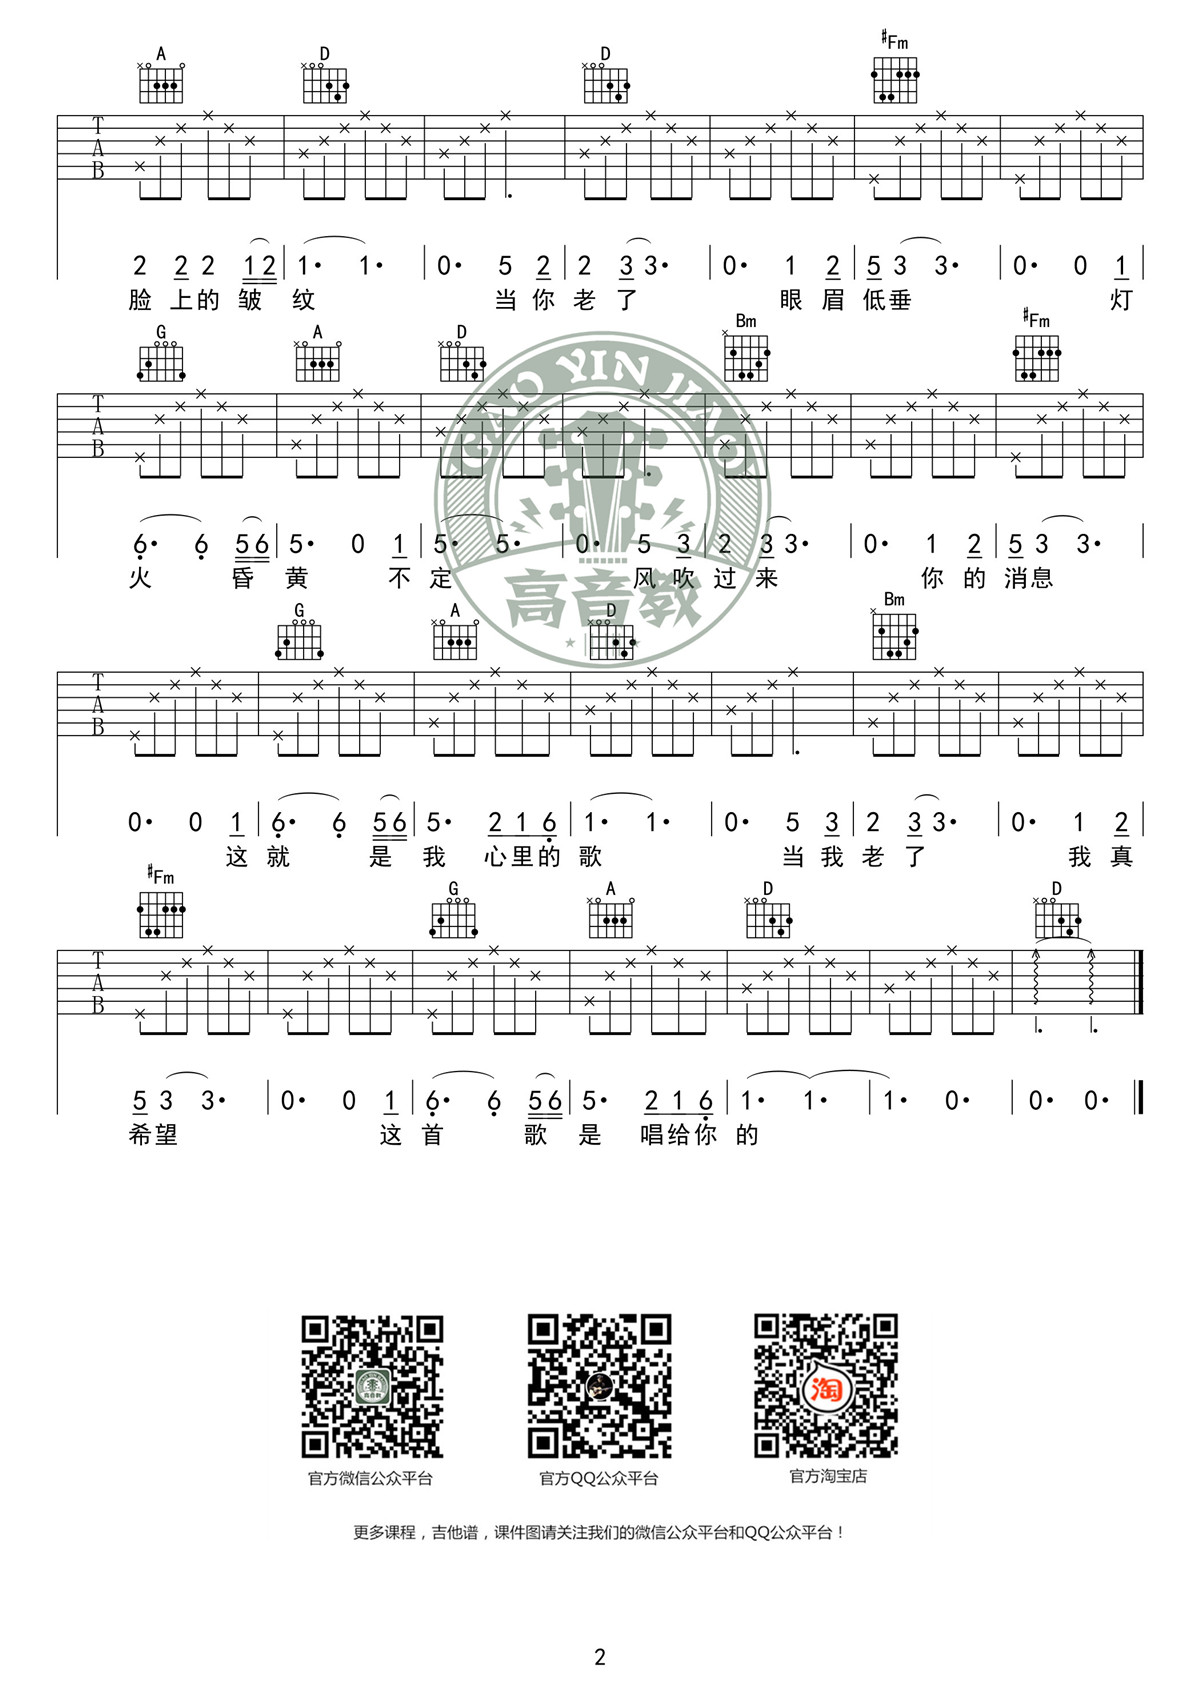 A D D #Fm
T A B
2 2 2 1 2 1· 1· 0· 5 2 2 3 3· 0· 1 2 5 3 3· 0· 0 1
脸 上 的 皱 纹 当 你 老 了 眼 眉 低 垂 灯
G A D Bm #Fm
T A B
6· 6 5 6 5· 0 1 5· 5· 0· 5 3 2 3 3· 0· 1 2 5 3 3·
火 昏 黄 不 定 风 吹 过 来 你 的 消 息
G A D Bm
T A B
0· 0 1 6· 6 5 6 5· 2 1 6 1· 1· 0· 5 3 2 3 3· 0· 1 2
这 就 是 我 心 里 的 歌 当 我 老 了 我 真
#Fm G A D D
T A B
5 3 3· 0· 0 1 6· 6 5 6 5· 2 1 6 1· 1· 1· 0· 0· 0·
希 望 这 首 歌 是 唱 给 你 的
GAO YIN JIAO
高音教
淘
官方微信公众平台 官方QQ公众平台 官方淘宝店
更多课程，吉他谱，课件图请关注我们的微信公众平台和QQ公众平台！
2